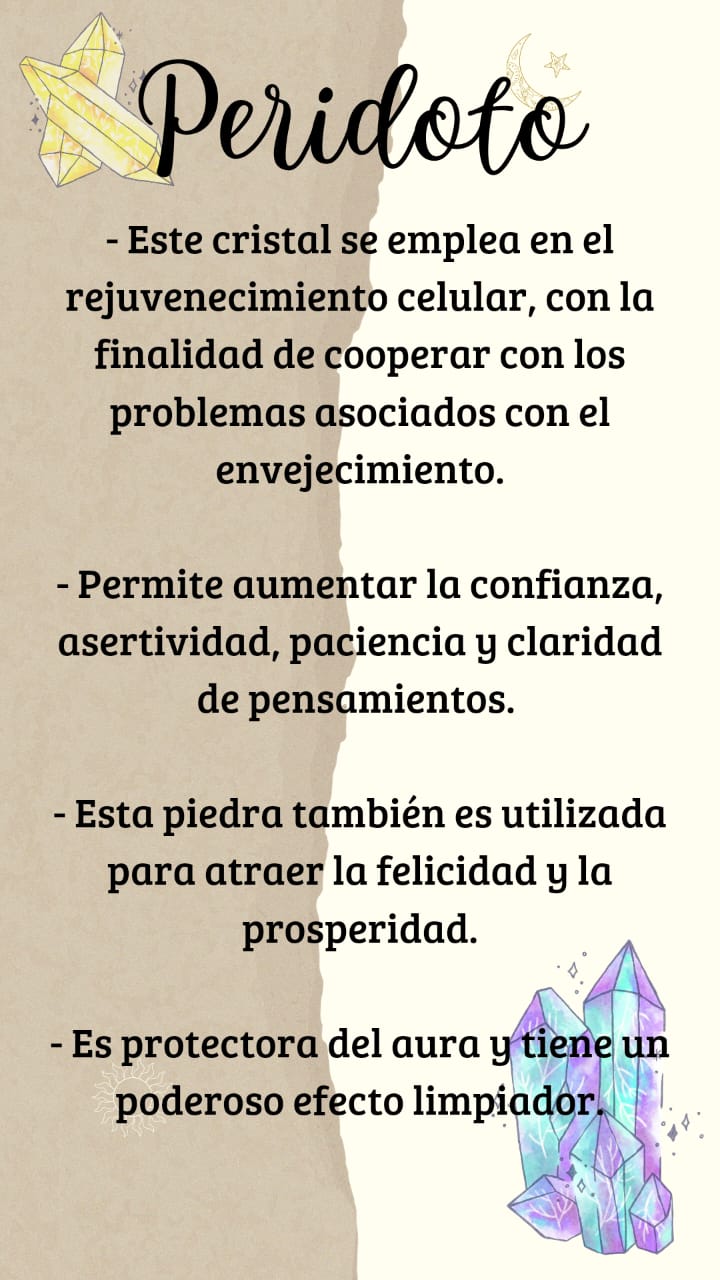 Peridoto
- Este cristal se emplea en el
rejuvenecimiento celular, con la
finalidad de cooperar con los
problemas asociados con el
envejecimiento.
- Permite aumentar la confianza,
asertividad, paciencia y claridad
de pensamientos.
- Esta piedra también es utilizada
para atraer la felicidad y la
prosperidad.
- Es protectora del aura y tiene un
poderoso efecto limpiador.